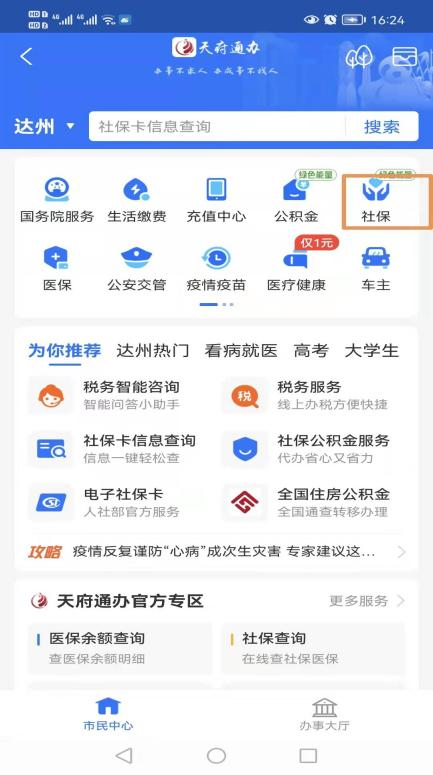 HD 1 HD 2 4G 4G 16:24
天府通办
办事不求人 办成事不找人
达州 社保卡信息查询 搜索
绿色能量 绿色能量
国务院服务 生活缴费 充值中心 公积金 社保
仅1元
医保 公安交管 疫情疫苗 医疗健康 车主
为你推荐 达州热门 看病就医 高考 大学生
税务智能咨询 税 税务服务
智能问答小助手 线上办税方便快捷
社保卡信息查询 社保公积金服务
信息一键轻松查 代办省心又省力
电子社保卡 全国住房公积金
人社部官方服务 全国通查转移办理
攻略 疫情反复谨防“心病”成次生灾害 专家建议这...
天府通办官方专区 更多服务
医保余额查询 社保查询
查医保余额明细 在线查社保医保
市民中心 办事大厅